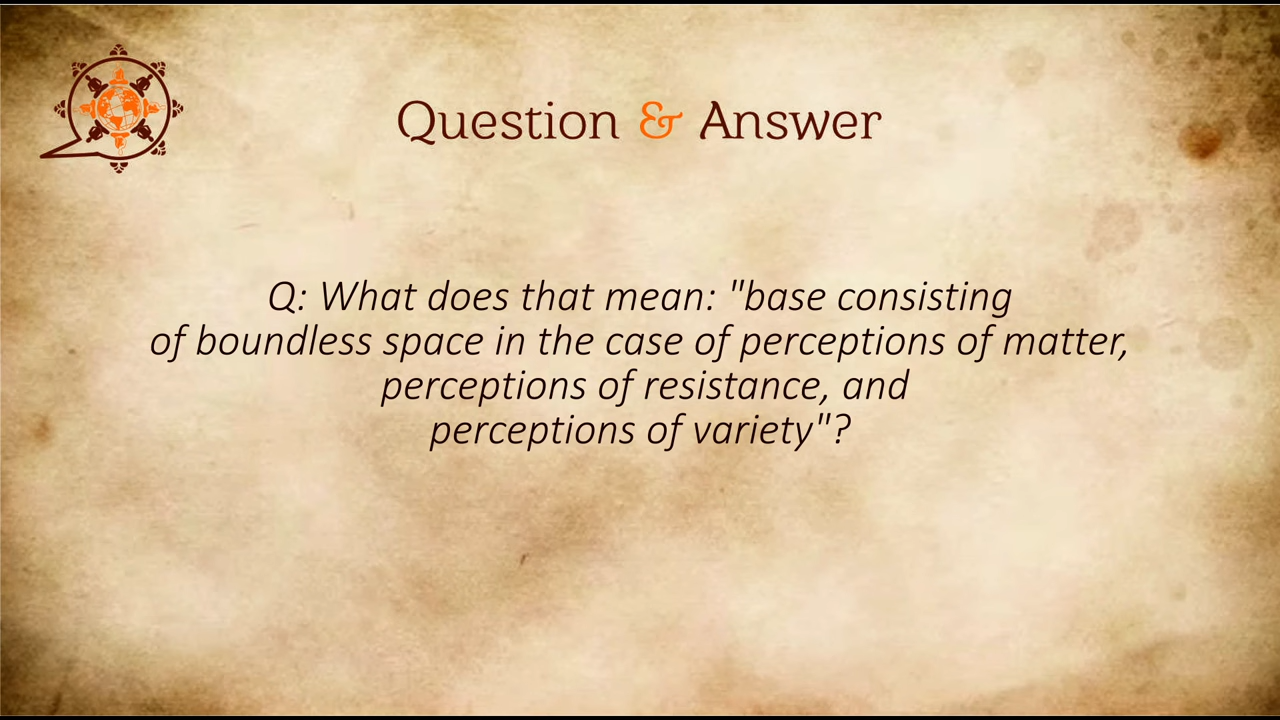 Question & Answer
Q: What does that mean: "base consisting
of boundless space in the case of perceptions of matter,
perceptions of resistance, and
perceptions of variety"?